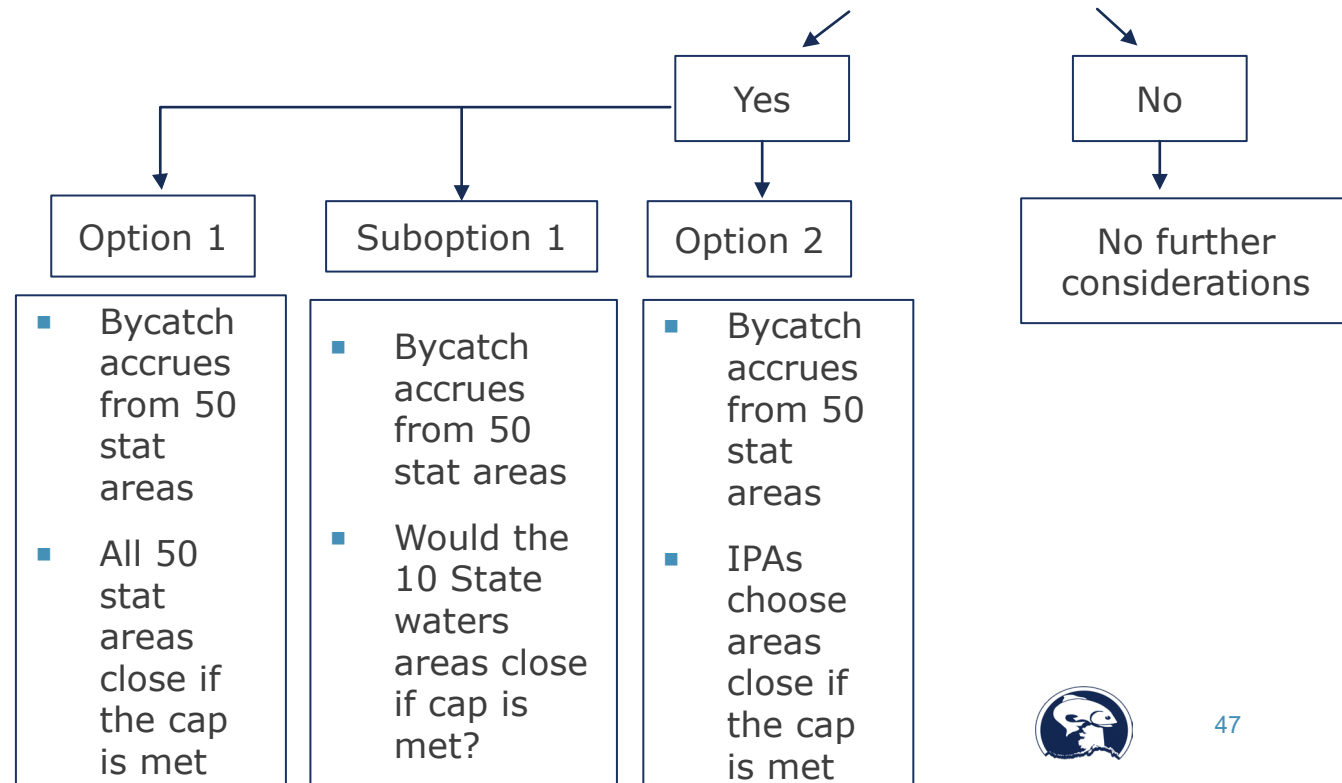 Yes
No
Option 1
Suboption 1
Option 2
No further
considerations
▪ Bycatch
accrues
from 50
stat
areas
▪ All 50
stat
areas
close if
the cap
is met
▪ Bycatch
accrues
from 50
stat areas
▪ Would the
10 State
waters
areas close
if cap is
met?
▪ Bycatch
accrues
from 50
stat
areas
▪ IPAs
choose
areas
close if
the cap
is met
47